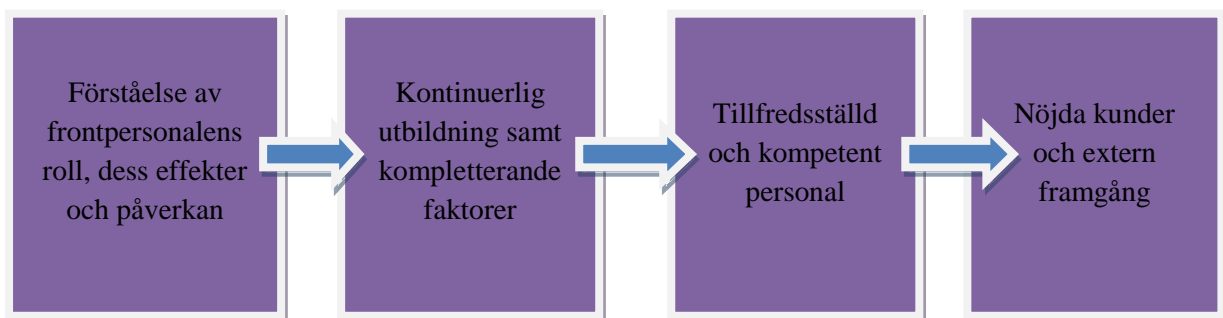 Förståelse av
frontpersonalens
roll, dess effekter
och påverkan
Kontinuerlig
utbildning samt
kompletterande
faktorer
Tillfredsställd
och kompetent
personal
Nöjda kunder
och extern
framgång